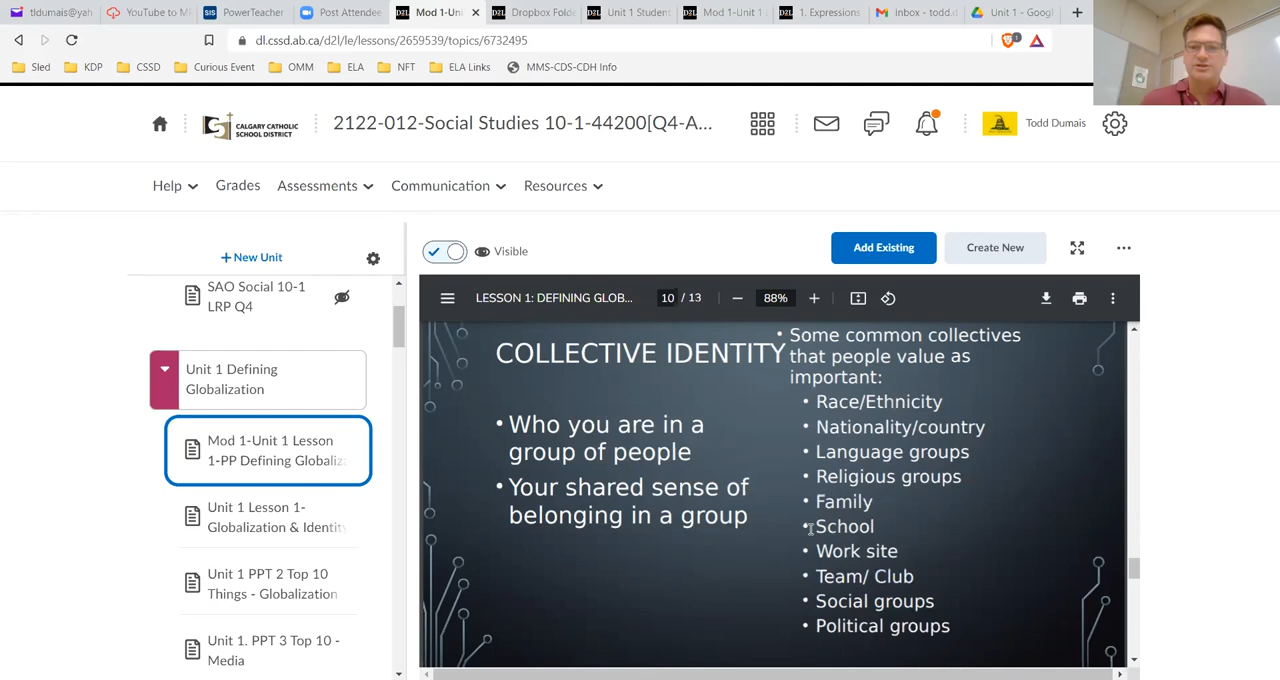 tldumais@yah
YouTube to M
PowerTeacher
Post Attendee
Mod 1-Uni
Dropbox Folde
Unit 1 Student
Mod 1-Unit 1
1. Expressions
Inbox - todd.d
Unit 1 - Googl
dl.cssd.ab.ca/d2l/le/lessons/2659539/topics/6732495
Sled
KDP
CSSD
Curious Event
OMM
ELA
NFT
ELA Links
MMS-CDS-CDH Info
CALGARY CATHOLIC
SCHOOL DISTRICT
2122-012-Social Studies 10-1-44200[Q4-A...
Todd Dumais
Help
Grades
Assessments
Communication
Resources
+ New Unit
SAO Social 10-1
LRP Q4
Unit 1 Defining
Globalization
Mod 1-Unit 1 Lesson
1-PP Defining Globaliz
Unit 1 Lesson 1-
Globalization & Identity
Unit 1 PPT 2 Top 10
Things - Globalization
Unit 1. PPT 3 Top 10 -
Media
Visible
Add Existing
Create New
LESSON 1: DEFINING GLOB...
10 / 13
88%
COLLECTIVE IDENTITY
• Who you are in a
group of people
• Your shared sense of
belonging in a group
• Some common collectives
that people value as
important:
• Race/Ethnicity
• Nationality/country
• Language groups
• Religious groups
• Family
• School
• Work site
• Team/ Club
• Social groups
• Political groups